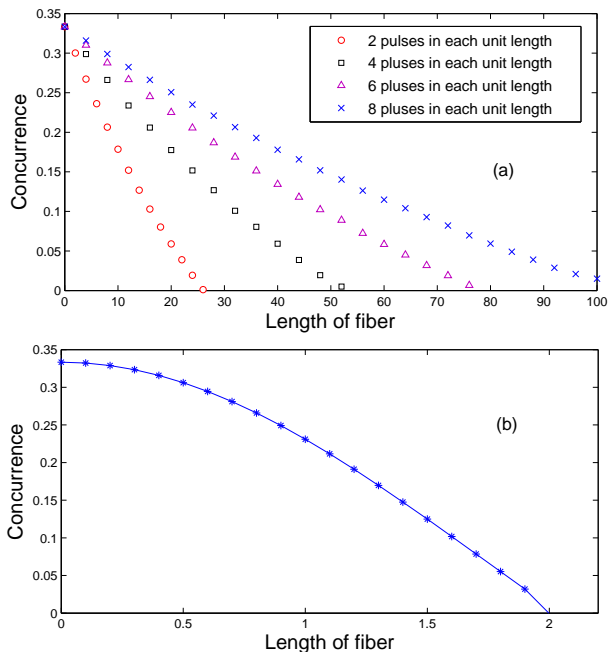 0.35
0.3
0.25
0.2
0.15
0.1
0.05
0
Concurrence
2 pulses in each unit length
4 pluses in each unit length
6 pluses in each unit length
8 pluses in each unit length
(a)
0 10 20 30 40 50 60 70 80 90 100
Length of fiber
0.35
0.3
0.25
0.2
0.15
0.1
0.05
0
Concurrence
(b)
0 0.5 1 1.5 2
Length of fiber